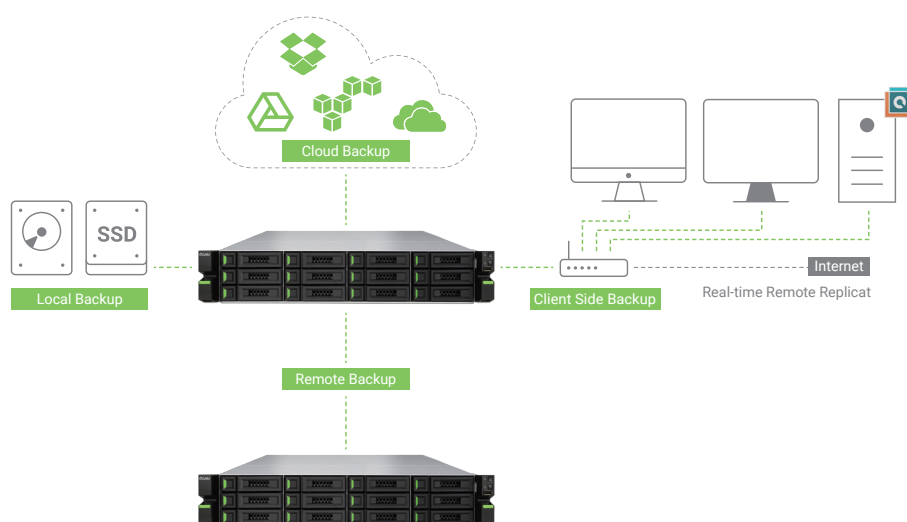 Cloud Backup
SSD
Local Backup
Internet
Client Side Backup
Real-time Remote Replicat
Remote Backup